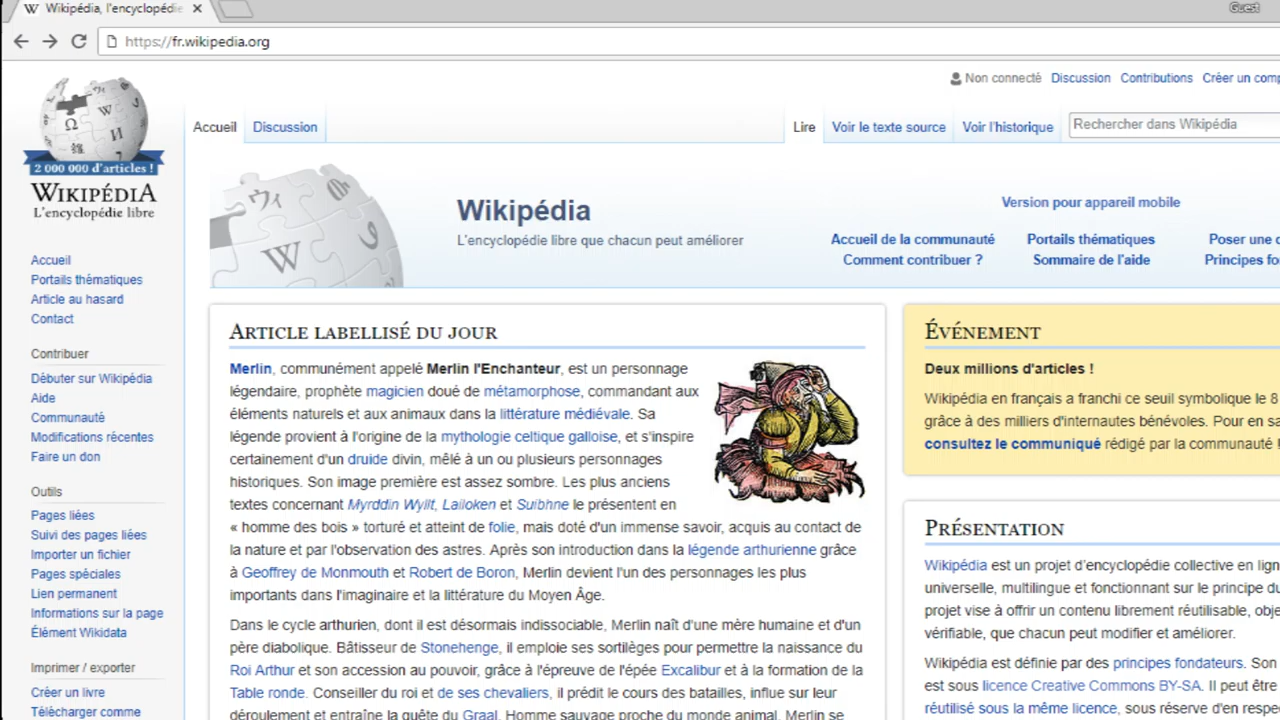 Wikipédia, l'encyclopédie
Guest
https://fr.wikipedia.org
Non connecté Discussion Contributions Créer un
Accueil Discussion Lire Voir le texte source Voir l'historique Rechercher dans Wikipédia
2 000 000 d'articles !
WIKIPÉDIA
L'encyclopédie libre
Wikipédia
L'encyclopédie libre que chacun peut améliorer
Version pour appareil mobile
Accueil de la communauté Portails thématiques Poser une
Comment contribuer ? Sommaire de l'aide Principes
Accueil
Portails thématiques
Article au hasard
Contact
Contribuer
Débuter sur Wikipédia
Aide
Communauté
Modifications récentes
Faire un don
Outils
Pages liées
Suivi des pages liées
Importer un fichier
Pages spéciales
Lien permanent
Informations sur la page
Élément Wikidata
Imprimer / exporter
Créer un livre
Télécharger comme
ARTICLE LABELLISÉ DU JOUR
Merlin, communément appelé Merlin l'Enchanteur, est un personnage
légendaire, prophète magicien doué de métamorphose, commandant aux
éléments naturels et aux animaux dans la littérature médiévale. Sa
légende provient à l'origine de la mythologie celtique galloise, et s'inspire
certainement d'un druide divin, mêlé à un ou plusieurs personnages
historiques. Son image première est assez sombre. Les plus anciens
textes concernant Myrddin Wyllt, Lailoken et Suibhne le présentent en
« homme des bois » torturé et atteint de folie, mais doté d'un immense savoir, acquis au contact de
la nature et par l'observation des astres. Après son introduction dans la légende arthurienne grâce
à Geoffrey de Monmouth et Robert de Boron, Merlin devient l'un des personnages les plus
importants dans l'imaginaire et la littérature du Moyen Âge.
Dans le cycle arthurien, dont il est désormais indissociable, Merlin naît d'une mère humaine et d'un
père diabolique. Bâtisseur de Stonehenge, il emploie ses sortilèges pour permettre la naissance du
Roi Arthur et son accession au pouvoir, grâce à l'épreuve de l'épée Excalibur et à la formation de la
Table ronde. Conseiller du roi et de ses chevaliers, il prédit le cours des batailles, influe sur leur
déroulement et entraîne la quête du Graal. Homme sauvage proche du monde animal, Merlin se
ÉVÉNEMENT
Deux millions d'articles !
Wikipédia en français a franchi ce seuil symbolique le 8
grâce à des milliers d'internautes bénévoles. Pour en
consultez le communiqué rédigé par la communauté !
PRÉSENTATION
Wikipédia est un projet d'encyclopédie collective en
universelle, multilingue et fonctionnant sur le principe
projet vise à offrir un contenu librement réutilisable,
vérifiable, que chacun peut modifier et améliorer.
Wikipédia est définie par des principes fondateurs. Son
est sous licence Creative Commons BY-SA. Il peut être
réutilisé sous la même licence, sous réserve d'en